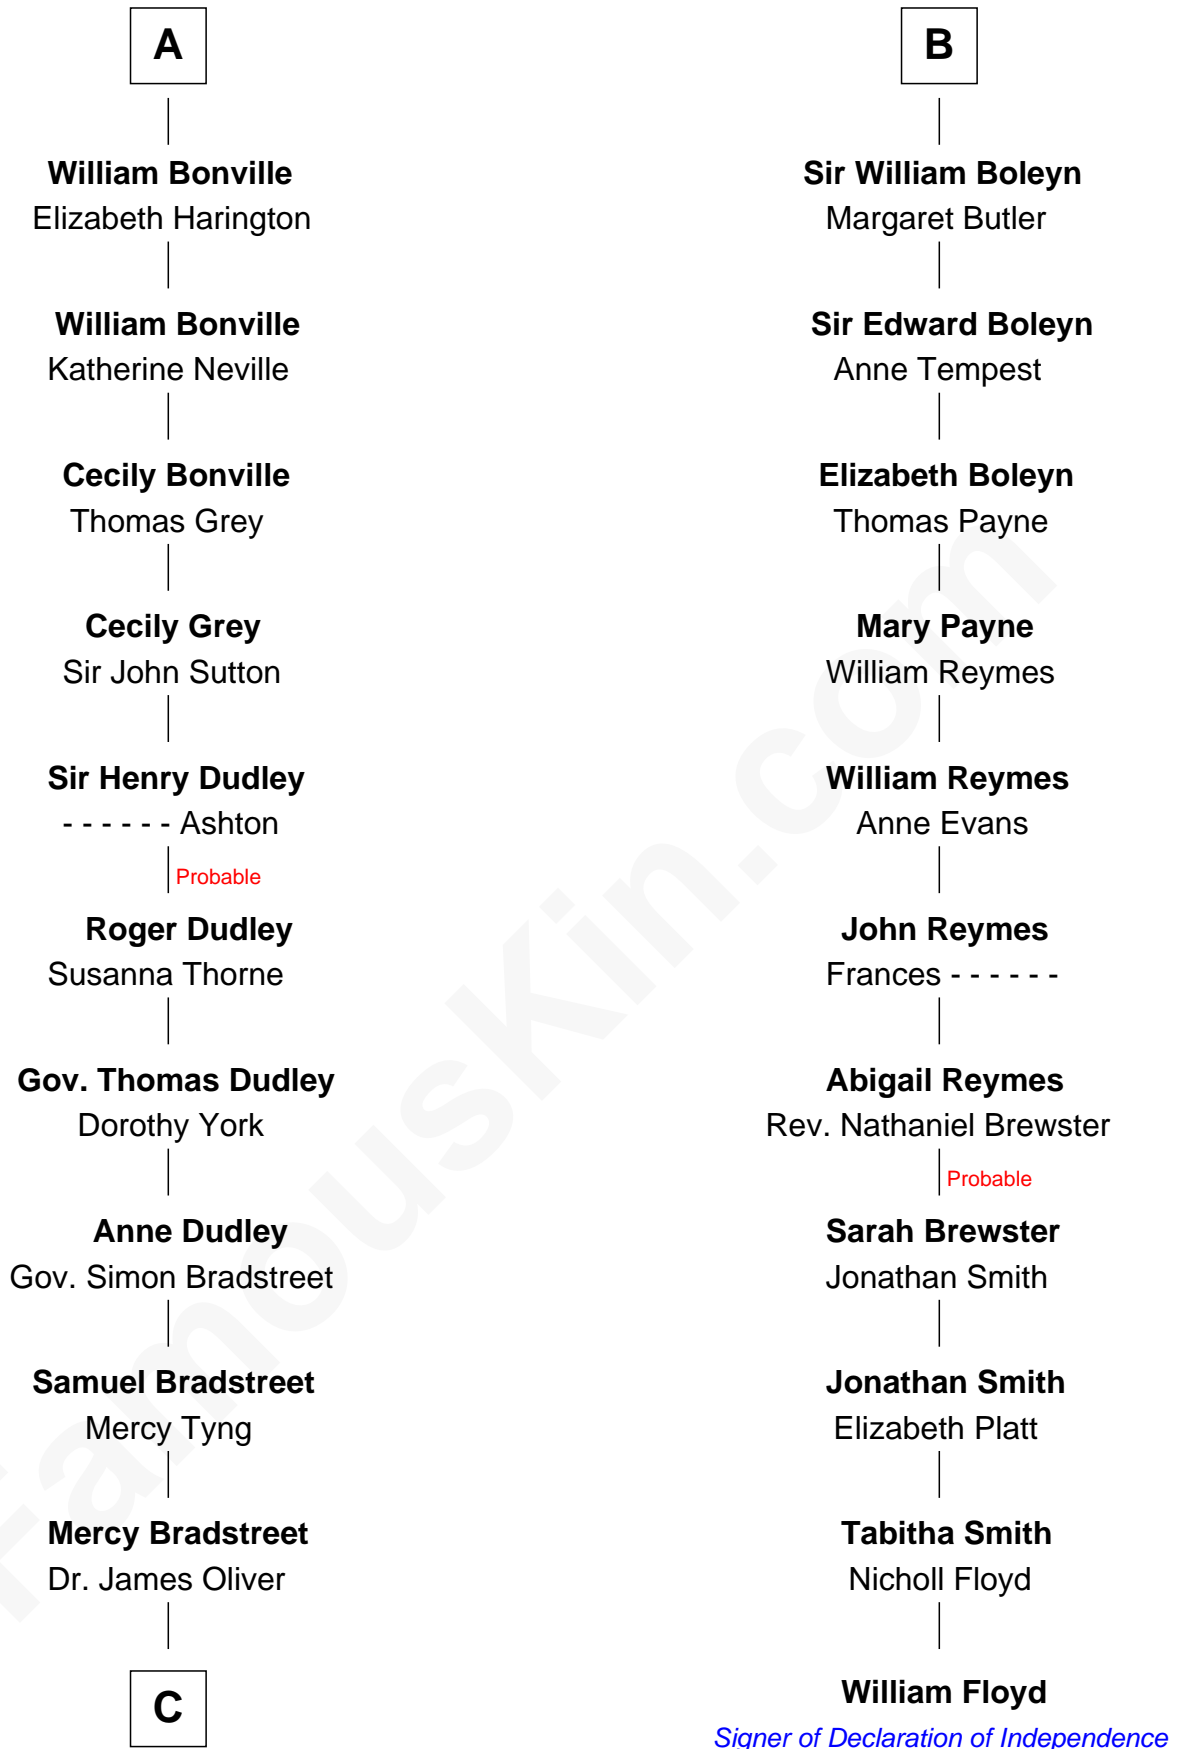 A
William Bonville
Elizabeth Harington
William Bonville
Katherine Neville
Cecily Bonville
Thomas Grey
Cecily Grey
Sir John Sutton
Sir Henry Dudley
- - - - - - Ashton
Probable
Roger Dudley
Susanna Thorne
Gov. Thomas Dudley
Dorothy York
Anne Dudley
Gov. Simon Bradstreet
Samuel Bradstreet
Mercy Tyng
Mercy Bradstreet
Dr. James Oliver
C
B
Sir William Boleyn
Margaret Butler
Sir Edward Boleyn
Anne Tempest
Elizabeth Boleyn
Thomas Payne
Mary Payne
William Reymes
William Reymes
Anne Evans
John Reymes
Frances - - - - - -
Abigail Reymes
Rev. Nathaniel Brewster
Probable
Sarah Brewster
Jonathan Smith
Jonathan Smith
Elizabeth Platt
Tabitha Smith
Nicholl Floyd
William Floyd
Signer of Declaration of Independence
FamousKin.com